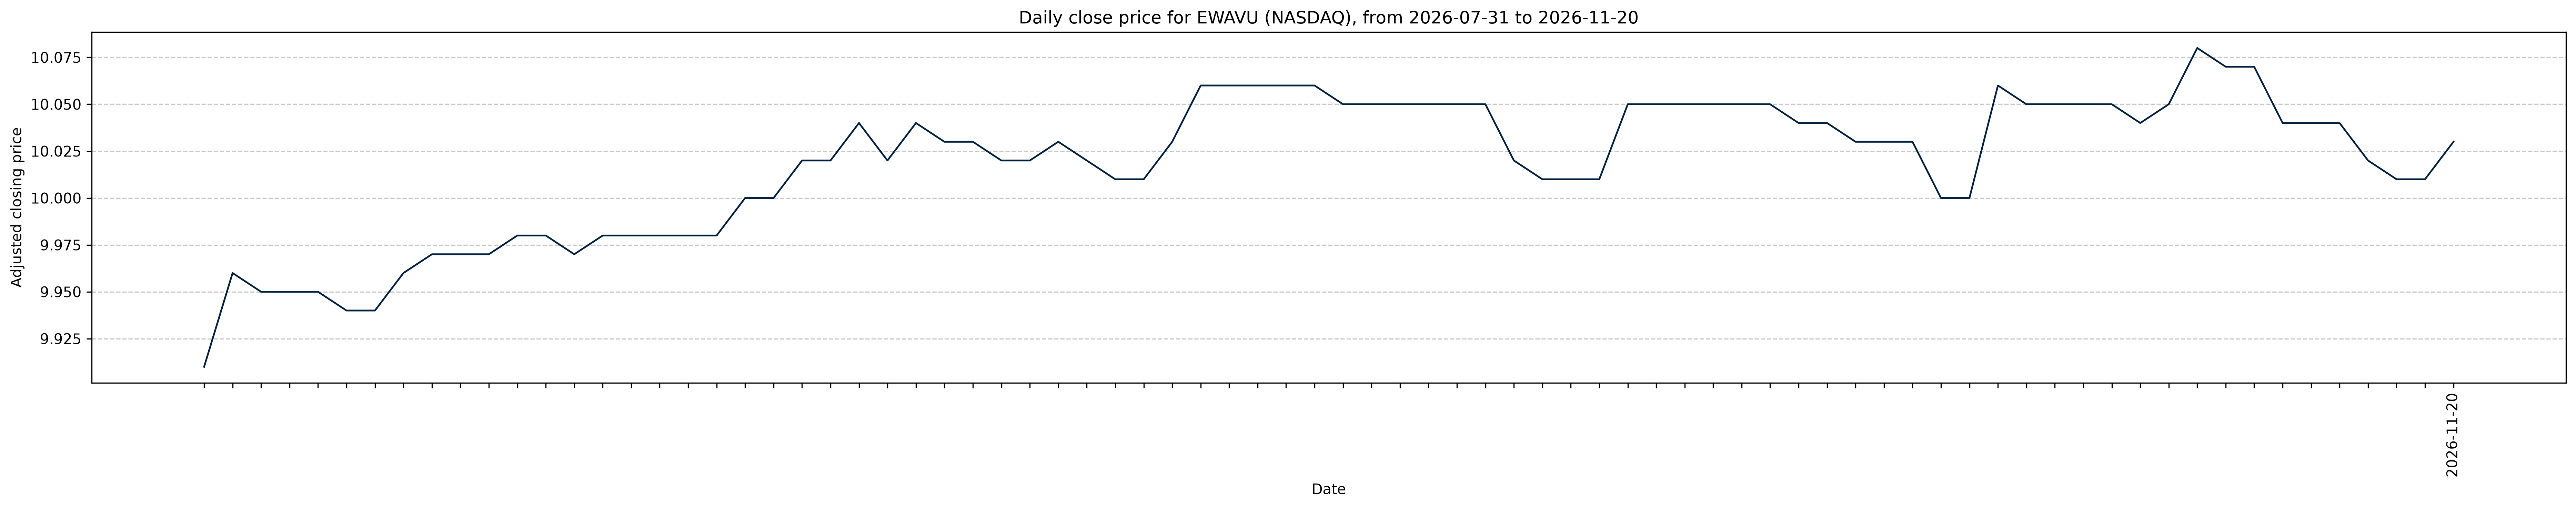 Daily close price for EWAVU (NASDAQ), from 2026-07-31 to 2026-11-20
Adjusted closing price
10.075
10.050
10.025
10.000
9.975
9.950
9.925
2026-11-20
Date